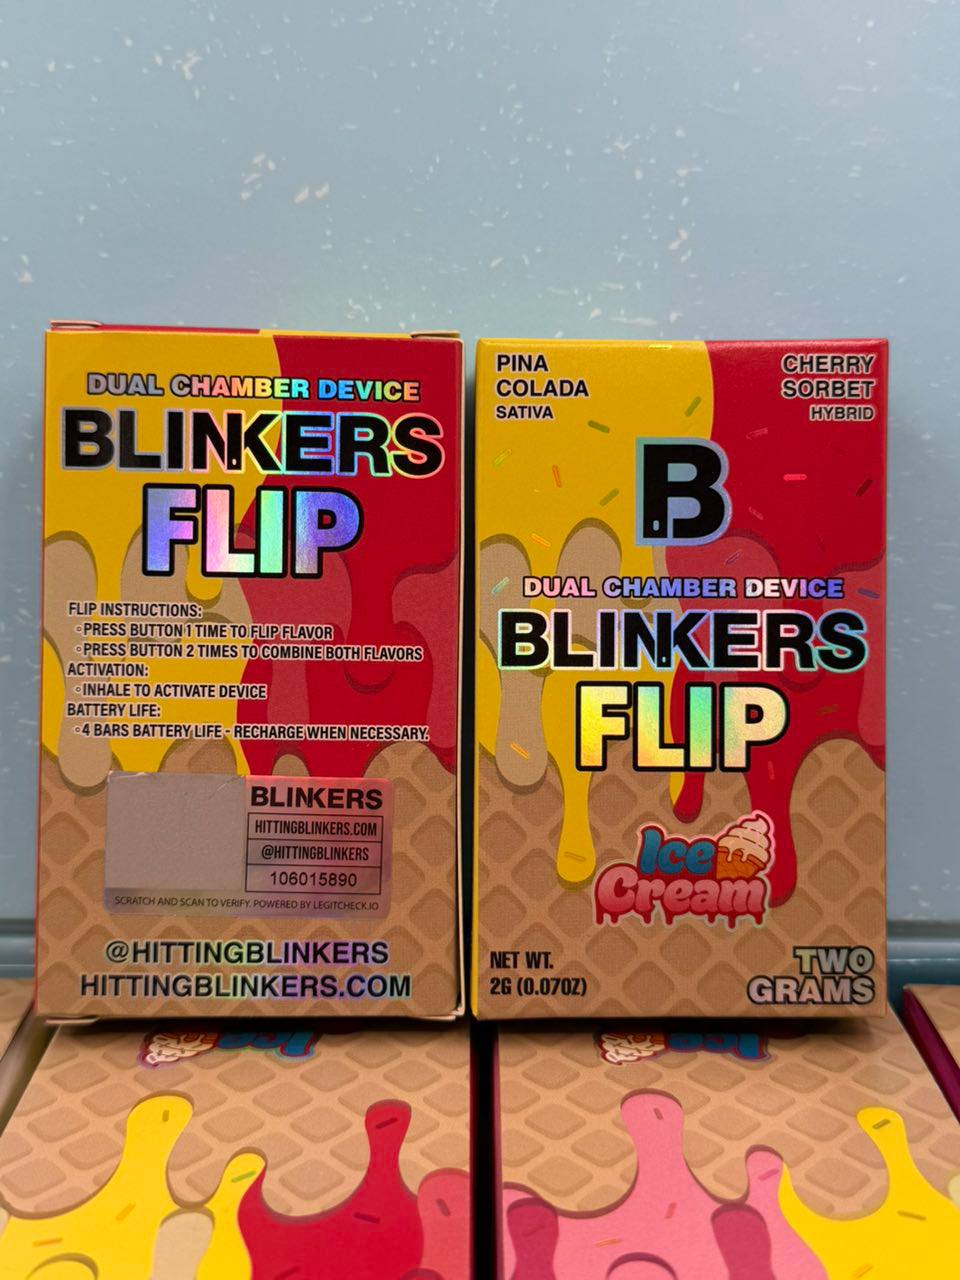 DUAL CHAMBER DEVICE
BLINKERS
FLIP
FLIP INSTRUCTIONS:
◦PRESS BUTTON 1 TIME TO FLIP FLAVOR
◦PRESS BUTTON 2 TIMES TO COMBINE BOTH FLAVORS
ACTIVATION:
◦INHALE TO ACTIVATE DEVICE
BATTERY LIFE:
◦4 BARS BATTERY LIFE - RECHARGE WHEN NECESSARY.
BLINKERS
HITTINGBLINKERS.COM
@HITTINGBLINKERS
106015890
SCRATCH AND SCAN TO VERIFY. POWERED BY LEGITCHECK.IO
@HITTINGBLINKERS
HITTINGBLINKERS.COM
PINA
COLADA
SATIVA
CHERRY
SORBET
HYBRID
B
DUAL CHAMBER DEVICE
BLINKERS
FLIP
Ice
Cream
NET WT.
2G (0.07OZ)
TWO
GRAMS
Ice
Ice